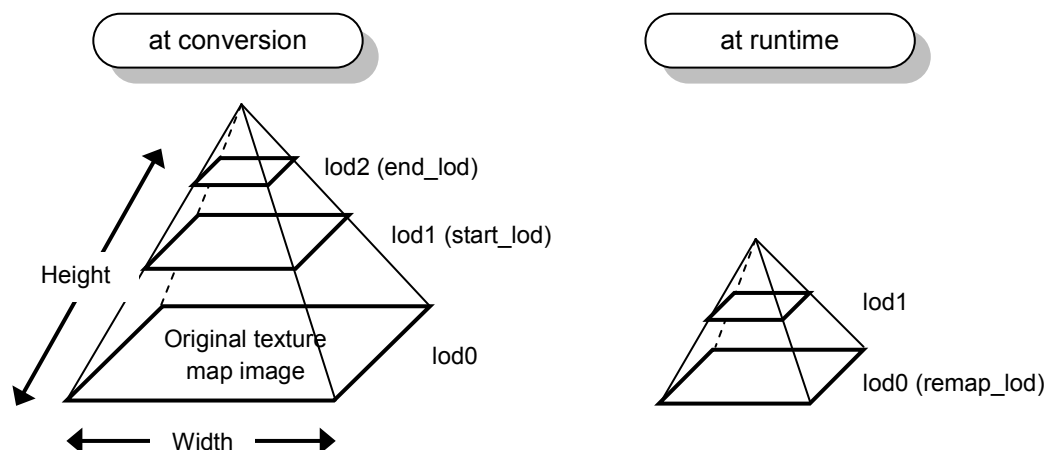 at conversion
at runtime
lod2 (end_lod)
lod1 (start_lod)
Height
Original texture
map image
lod0
Width
lod1
lod0 (remap_lod)